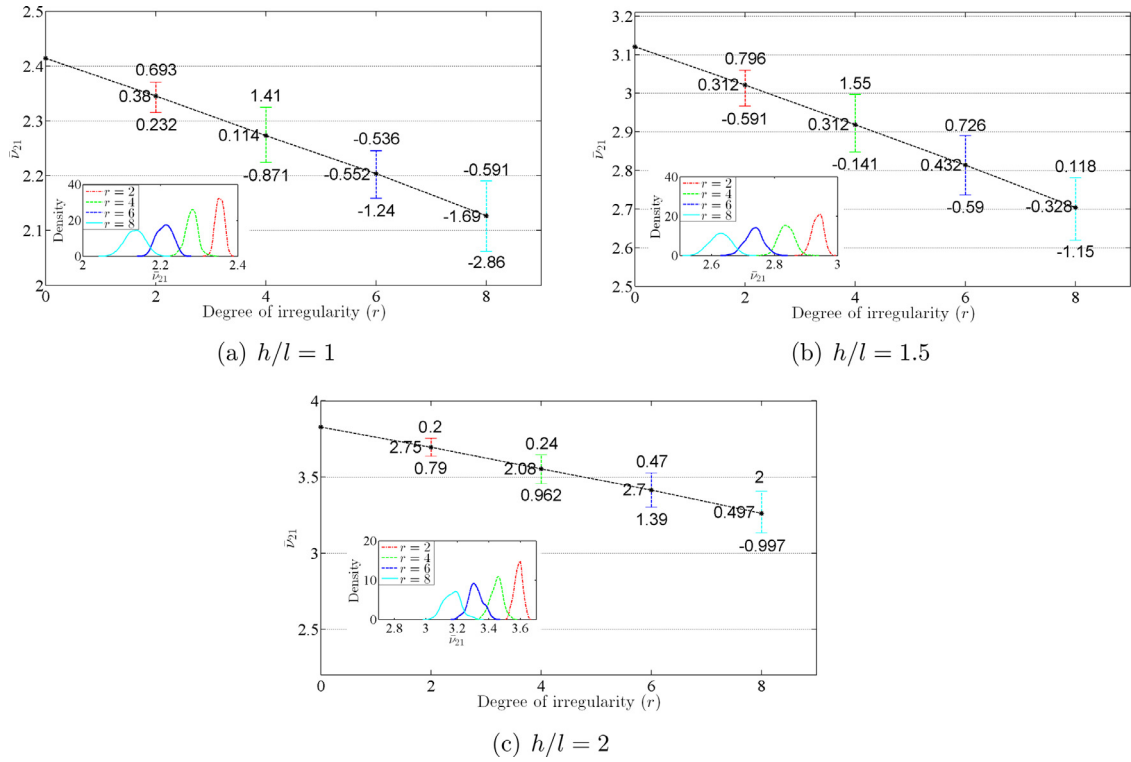 2.5
2.4
2.3
2.2
2.1
2
ν̄₂₁
0.693
0.38
0.232
1.41
0.114
-0.871
-0.536
-0.552
-1.24
-0.591
-1.69
-2.86
40
20
0
Density
r = 2
r = 4
r = 6
r = 8
2 2.2 2.4
ν̄₂₁
0 2 4 6 8
Degree of irregularity (r)
(a) h/l = 1
3.2
3.1
3
2.9
2.8
2.7
2.6
2.5
ν̄₂₁
0.796
0.312
-0.591
1.55
0.312
-0.141
0.726
0.432
-0.59
0.118
-0.328
-1.15
40
20
0
Density
r = 2
r = 4
r = 6
r = 8
2.6 2.8 3
ν̄₂₁
0 2 4 6 8
Degree of irregularity (r)
(b) h/l = 1.5
4
3.5
3
2.5
ν̄₂₁
0.2
2.75
0.79
0.24
2.08
0.962
0.47
2.7
1.39
2
0.497
-0.997
20
10
0
Density
r = 2
r = 4
r = 6
r = 8
2.8 3 3.2 3.4 3.6
ν̄₂₁
0 2 4 6 8
Degree of irregularity (r)
(c) h/l = 2